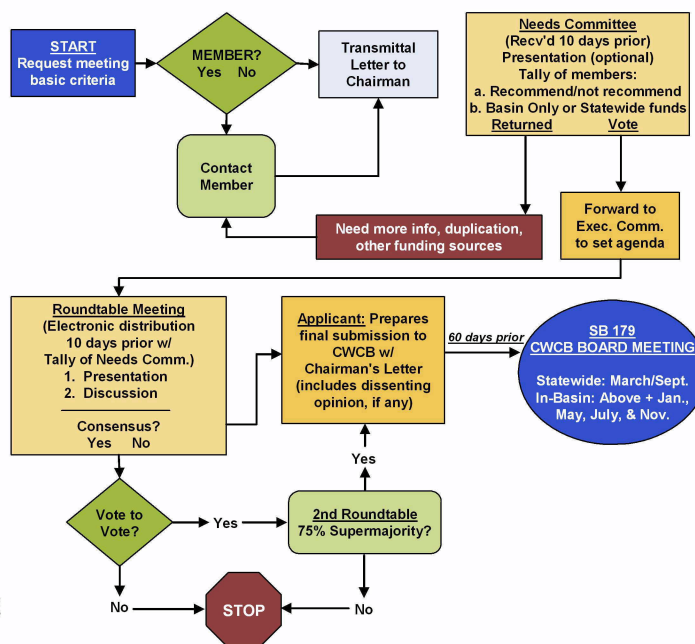 START
Request meeting
basic criteria
MEMBER?
Yes No
Transmittal
Letter to
Chairman
Needs Committee
(Recv'd 10 days prior)
Presentation (optional)
Tally of members:
a. Recommend/not recommend
b. Basin Only or Statewide funds
Returned Vote
Contact
Member
Need more info, duplication,
other funding sources
Forward to
Exec. Comm.
to set agenda
Roundtable Meeting
(Electronic distribution
10 days prior w/
Tally of Needs Comm.)
1. Presentation
2. Discussion
Consensus?
Yes No
Applicant: Prepares
final submission to
CWCB w/
Chairman's Letter
(includes dissenting
opinion, if any)
60 days prior
SB 179
CWCB BOARD MEETING
Statewide: March/Sept.
In-Basin: Above + Jan.,
May, July, & Nov.
Yes
Vote to
Vote?
Yes
2nd Roundtable
75% Supermajority?
No
STOP
No